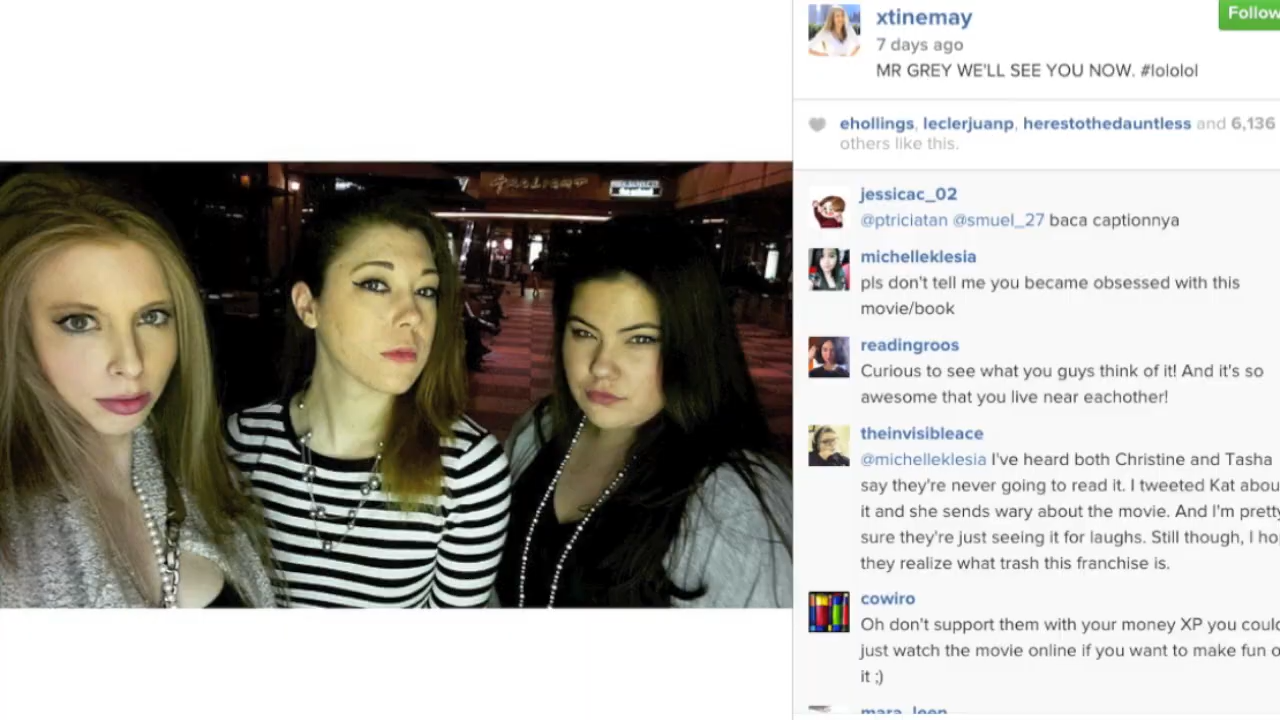 xtinemay
Follow
7 days ago
MR GREY WE'LL SEE YOU NOW. #lololol
ehollings, leclerjuanp, herestothedauntless and 6,136
others like this.
jessicac_02
@ptriciatan @smuel_27 baca captionnya
michelleklesia
pls don't tell me you became obsessed with this
movie/book
readingroos
Curious to see what you guys think of it! And it's so
awesome that you live near eachother!
theinvisibleace
@michelleklesia I've heard both Christine and Tasha
say they're never going to read it. I tweeted Kat abou
it and she sends wary about the movie. And I'm pretty
sure they're just seeing it for laughs. Still though, I hop
they realize what trash this franchise is.
cowiro
Oh don't support them with your money XP you could
just watch the movie online if you want to make fun o
it ;)
mara_leen